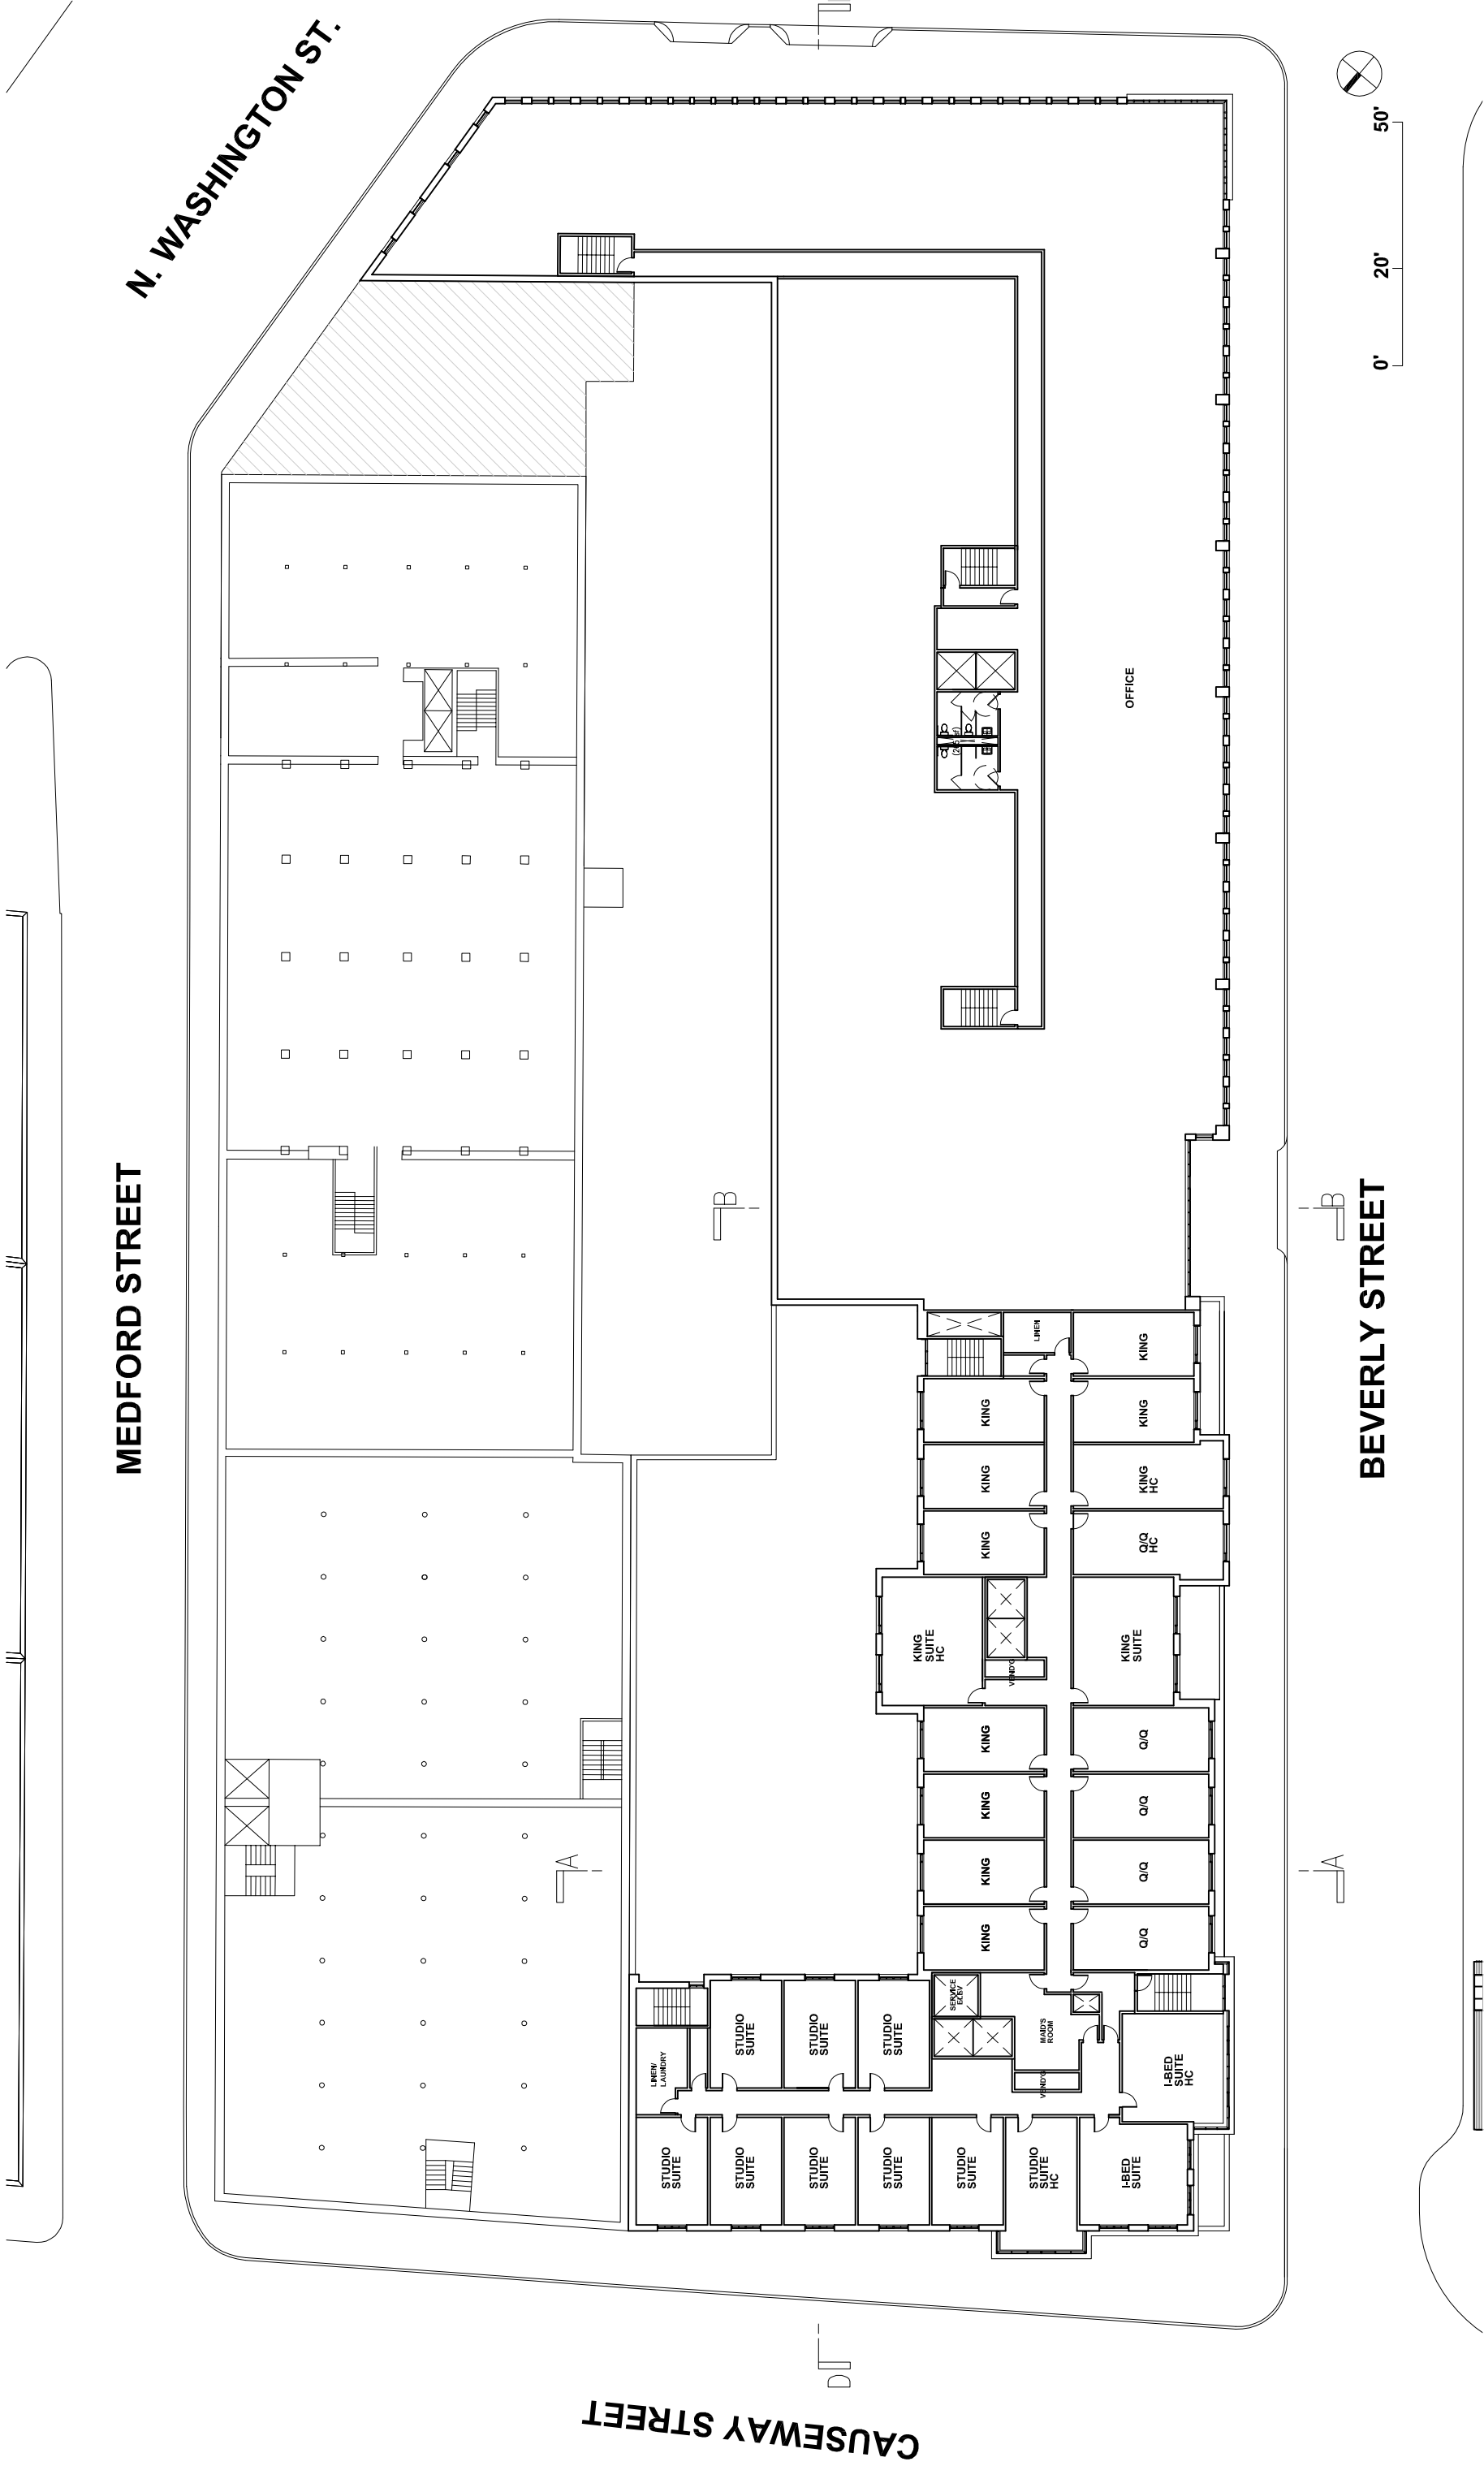 N. WASHINGTON ST.
50'
20'
0'
OFFICE
MEDFORD STREET
BEVERLY STREET
B
B
LINEN
KING
KING
KING
KING
KING
HC
KING
Q/Q
HC
KING
SUITE
HC
VEND'G
KING
SUITE
KING
Q/Q
KING
Q/Q
KING
Q/Q
KING
Q/Q
A
A
STUDIO
SUITE
STUDIO
SUITE
STUDIO
SUITE
SERVICE
MAID'S
ROOM
LINEN/
LAUNDRY
VEND'G
I-BED
SUITE
HC
STUDIO
SUITE
STUDIO
SUITE
STUDIO
SUITE
STUDIO
SUITE
STUDIO
SUITE
STUDIO
SUITE
HC
I-BED
SUITE
D
CAUSEWAY STREET